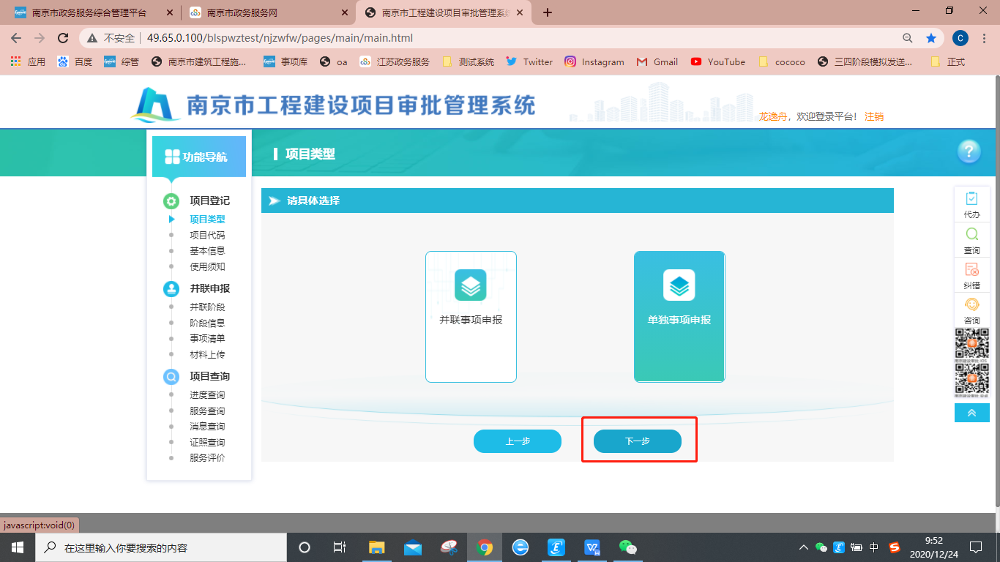 南京市政务服务综合管理平台
南京市政务服务网
南京市工程建设项目审批管理系统
不安全
49.65.0.100/blspwztest/njzwfw/pages/main/main.html
C
应用
百度
综管
南京市建筑工程施...
事项库
oa
江苏政务服务
测试系统
Twitter
Instagram
Gmail
YouTube
cococo
三四阶段模拟发送...
正式
南京市工程建设项目审批管理系统
龙逸舟，欢迎登录平台！ 注销
功能导航
项目类型
?
项目登记
项目类型
项目代码
基本信息
使用须知
并联申报
并联阶段
阶段信息
事项清单
材料上传
项目查询
进度查询
服务查询
消息查询
证照查询
服务评价
请具体选择
并联事项申报
单独事项申报
上一步
下一步
代办
查询
纠错
咨询
javascript:void(0)
在这里输入你要搜索的内容
中
9:52
2020/12/24